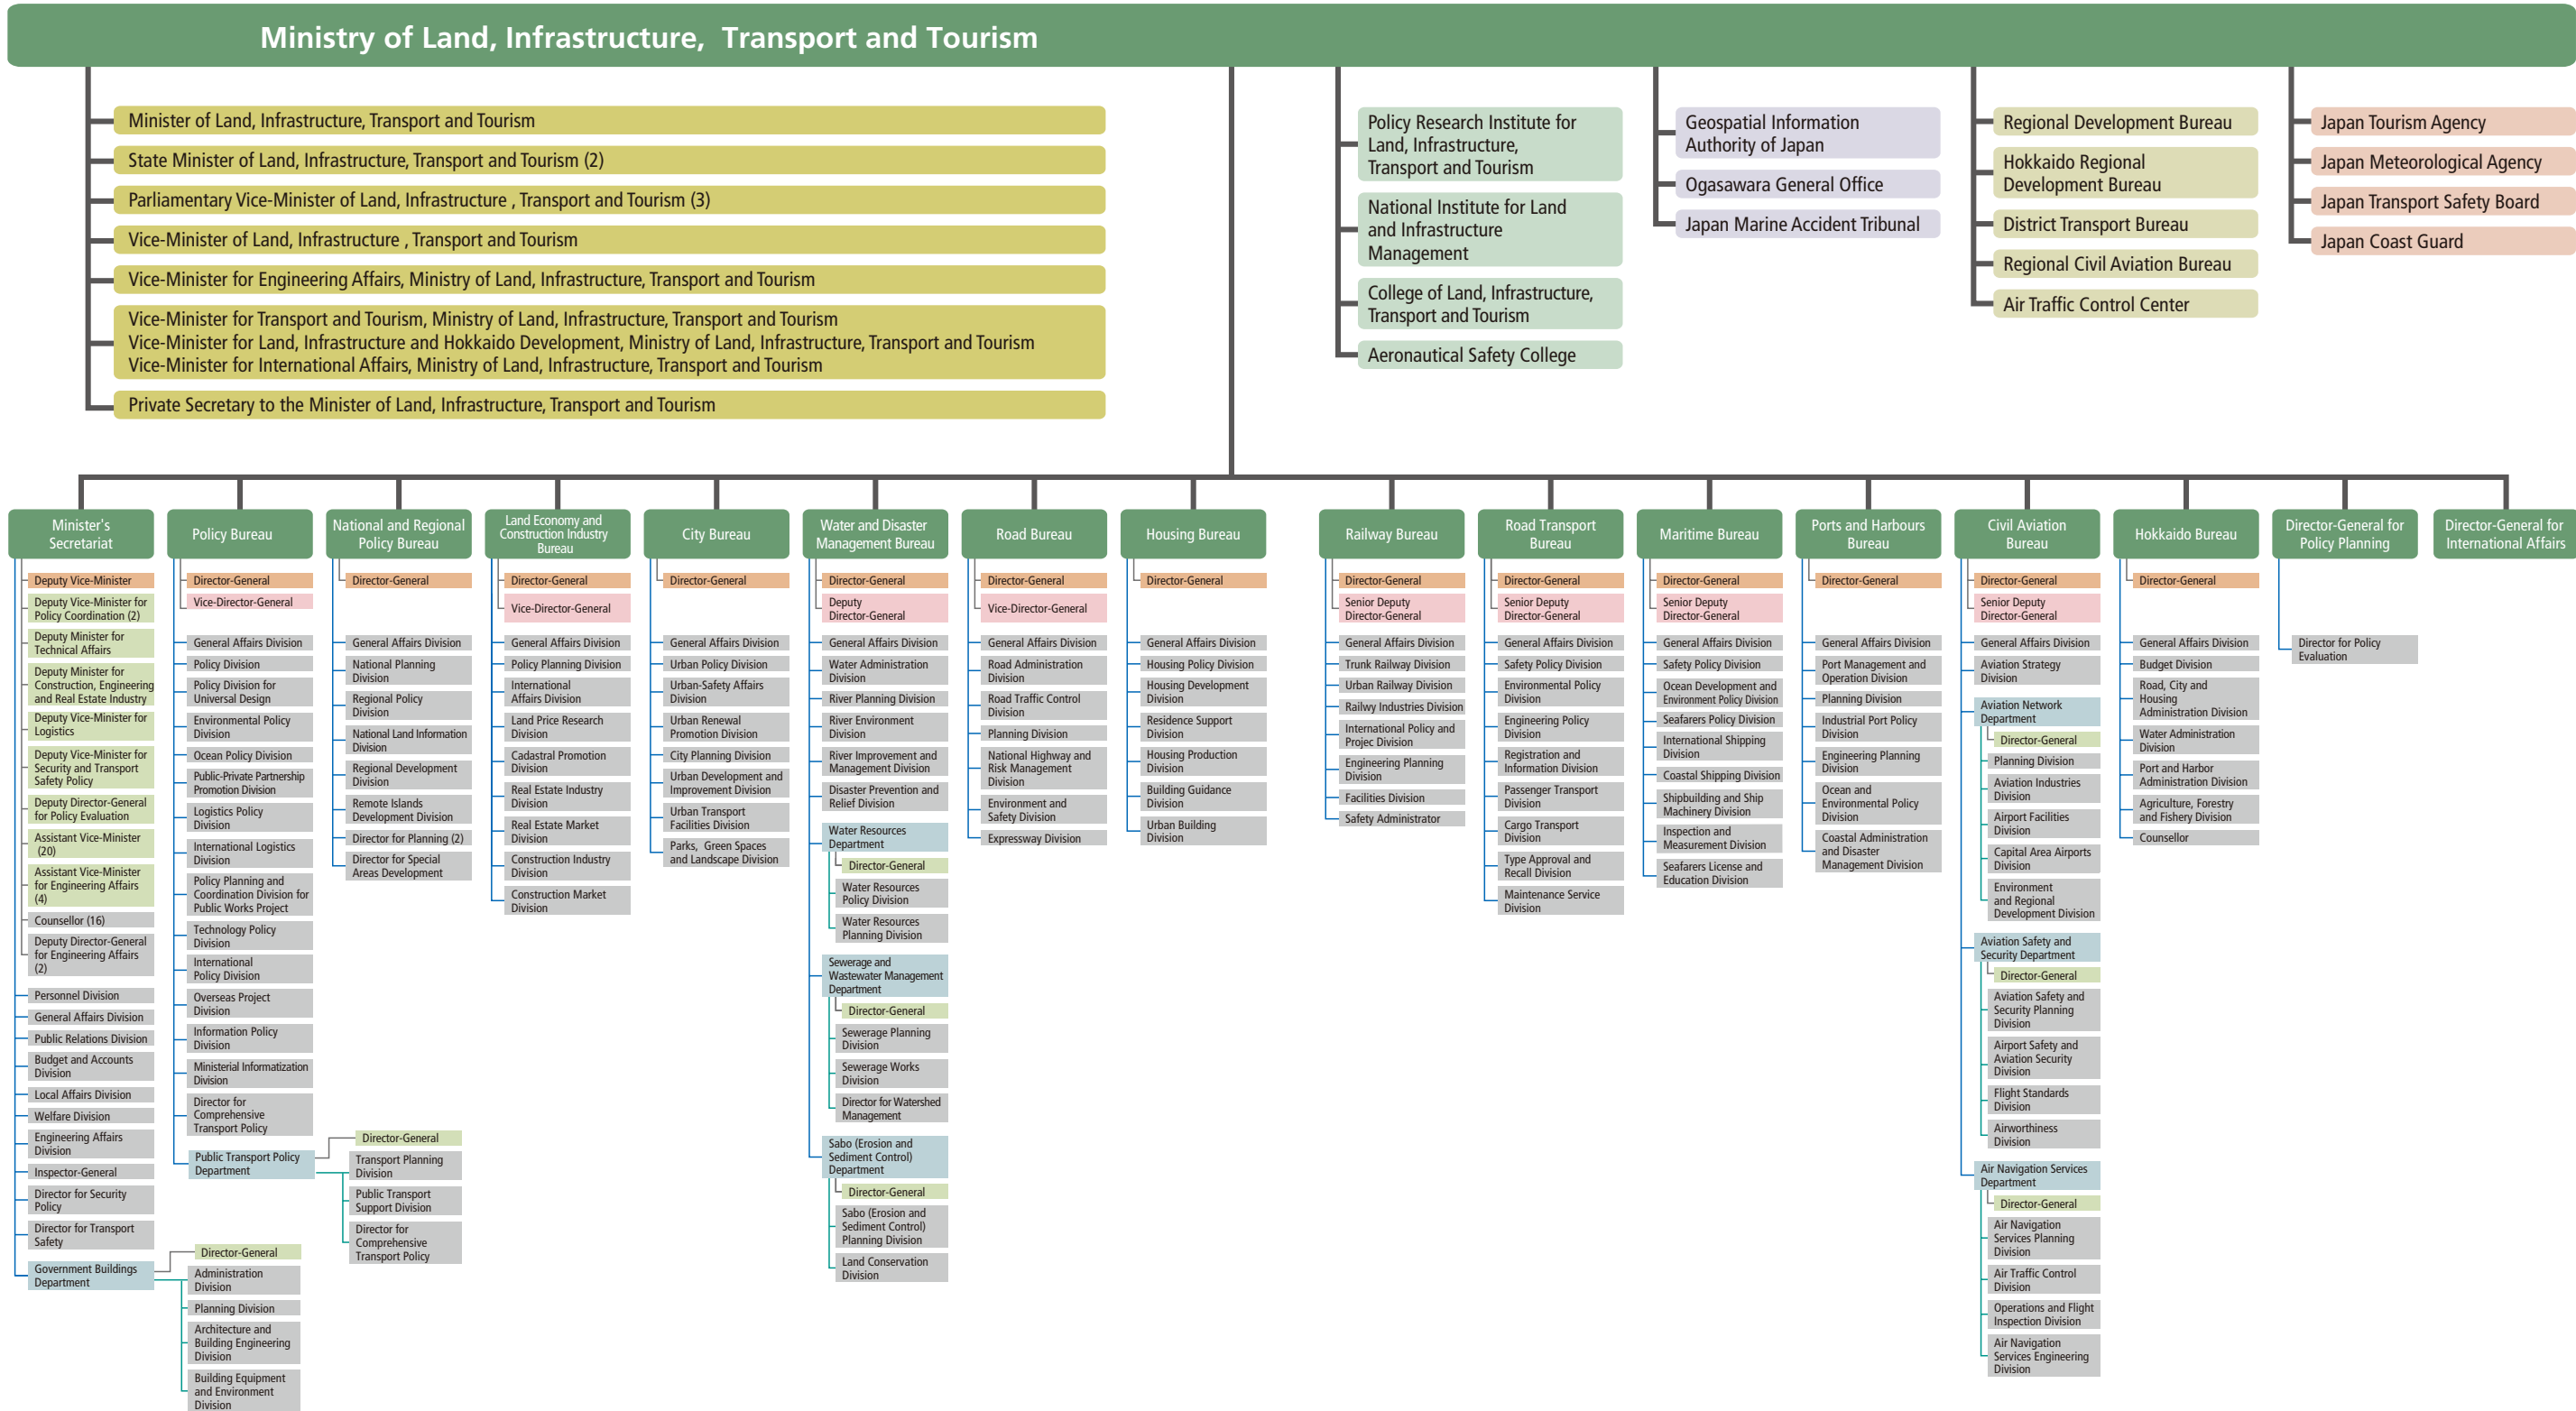 Ministry of Land, Infrastructure, Transport and Tourism
Minister of Land, Infrastructure, Transport and Tourism
State Minister of Land, Infrastructure, Transport and Tourism (2)
Parliamentary Vice-Minister of Land, Infrastructure , Transport and Tourism (3)
Vice-Minister of Land, Infrastructure , Transport and Tourism
Vice-Minister for Engineering Affairs, Ministry of Land, Infrastructure, Transport and Tourism
Vice-Minister for Transport and Tourism, Ministry of Land, Infrastructure, Transport and Tourism
Vice-Minister for Land, Infrastructure and Hokkaido Development, Ministry of Land, Infrastructure, Transport and Tourism
Vice-Minister for International Affairs, Ministry of Land, Infrastructure, Transport and Tourism
Private Secretary to the Minister of Land, Infrastructure, Transport and Tourism
Policy Research Institute for
Land, Infrastructure,
Transport and Tourism
National Institute for Land
and Infrastructure
Management
College of Land, Infrastructure,
Transport and Tourism
Aeronautical Safety College
Geospatial Information
Authority of Japan
Ogasawara General Office
Japan Marine Accident Tribunal
Regional Development Bureau
Hokkaido Regional
Development Bureau
District Transport Bureau
Regional Civil Aviation Bureau
Air Traffic Control Center
Japan Tourism Agency
Japan Meteorological Agency
Japan Transport Safety Board
Japan Coast Guard
Minister's
Secretariat
Deputy Vice-Minister
Deputy Vice-Minister for
Policy Coordination (2)
Deputy Minister for
Technical Affairs
Deputy Minister for
Construction, Engineering
and Real Estate Industry
Deputy Vice-Minister for
Logistics
Deputy Vice-Minister for
Security and Transport
Safety Policy
Deputy Director-General
for Policy Evaluation
Assistant Vice-Minister
(20)
Assistant Vice-Minister
for Engineering Affairs
(4)
Counsellor (16)
Deputy Director-General
for Engineering Affairs
(2)
Personnel Division
General Affairs Division
Public Relations Division
Budget and Accounts
Division
Local Affairs Division
Welfare Division
Engineering Affairs
Division
Inspector-General
Director for Security
Policy
Director for Transport
Safety
Government Buildings
Department
Director-General
Administration
Division
Planning Division
Architecture and
Building Engineering
Division
Building Equipment
and Environment
Division
Policy Bureau
Director-General
Vice-Director-General
General Affairs Division
Policy Division
Policy Division for
Universal Design
Environmental Policy
Division
Ocean Policy Division
Public-Private Partnership
Promotion Division
Logistics Policy
Division
International Logistics
Division
Policy Planning and
Coordination Division for
Public Works Project
Technology Policy
Division
International
Policy Division
Overseas Project
Division
Information Policy
Division
Ministerial Informatization
Division
Director for
Comprehensive
Transport Policy
Public Transport Policy
Department
Director-General
Transport Planning
Division
Public Transport
Support Division
Director for
Comprehensive
Transport Policy
National and Regional
Policy Bureau
Director-General
General Affairs Division
National Planning
Division
Regional Policy
Division
National Land Information
Division
Regional Development
Division
Remote Islands
Development Division
Director for Planning (2)
Director for Special
Areas Development
Land Economy and
Construction Industry
Bureau
Director-General
Vice-Director-General
General Affairs Division
Policy Planning Division
International
Affairs Division
Land Price Research
Division
Cadastral Promotion
Division
Real Estate Industry
Division
Real Estate Market
Division
Construction Industry
Division
Construction Market
Division
City Bureau
Director-General
General Affairs Division
Urban Policy Division
Urban-Safety Affairs
Division
Urban Renewal
Promotion Division
City Planning Division
Urban Development and
Improvement Division
Urban Transport
Facilities Division
Parks, Green Spaces
and Landscape Division
Water and Disaster
Management Bureau
Director-General
Deputy
Director-General
General Affairs Division
Water Administration
Division
River Planning Division
River Environment
Division
River Improvement and
Management Division
Disaster Prevention and
Relief Division
Water Resources
Department
Director-General
Water Resources
Policy Division
Water Resources
Planning Division
Sewerage and
Wastewater Management
Department
Director-General
Sewerage Planning
Division
Sewerage Works
Division
Director for Watershed
Management
Sabo (Erosion and
Sediment Control)
Department
Director-General
Sabo (Erosion and
Sediment Control)
Planning Division
Land Conservation
Division
Road Bureau
Director-General
Vice-Director-General
General Affairs Division
Road Administration
Division
Road Traffic Control
Division
Planning Division
National Highway and
Risk Management
Division
Environment and
Safety Division
Expressway Division
Housing Bureau
Director-General
General Affairs Division
Housing Policy Division
Housing Development
Division
Residence Support
Division
Housing Production
Division
Building Guidance
Division
Urban Building
Division
Railway Bureau
Director-General
Senior Deputy
Director-General
General Affairs Division
Trunk Railway Division
Urban Railway Division
Railwy Industries Division
International Policy and
Projec Division
Engineering Planning
Division
Facilities Division
Safety Administrator
Road Transport
Bureau
Director-General
Senior Deputy
Director-General
General Affairs Division
Safety Policy Division
Environmental Policy
Division
Engineering Policy
Division
Registration and
Information Division
Passenger Transport
Division
Cargo Transport
Division
Type Approval and
Recall Division
Maintenance Service
Division
Maritime Bureau
Director-General
Senior Deputy
Director-General
General Affairs Division
Safety Policy Division
Ocean Development and
Environment Policy Division
Seafarers Policy Division
International Shipping
Division
Coastal Shipping Division
Shipbuilding and Ship
Machinery Division
Inspection and
Measurement Division
Seafarers License and
Education Division
Ports and Harbours
Bureau
Director-General
General Affairs Division
Port Management and
Operation Division
Planning Division
Industrial Port Policy
Division
Engineering Planning
Division
Ocean and
Environmental Policy
Division
Coastal Administration
and Disaster
Management Division
Civil Aviation
Bureau
Director-General
Senior Deputy
Director-General
General Affairs Division
Aviation Strategy
Division
Aviation Network
Department
Director-General
Planning Division
Aviation Industries
Division
Airport Facilities
Division
Capital Area Airports
Division
Environment
and Regional
Development Division
Aviation Safety and
Security Department
Director-General
Aviation Safety and
Security Planning
Division
Airport Safety and
Aviation Security
Division
Flight Standards
Division
Airworthiness
Division
Air Navigation Services
Department
Director-General
Air Navigation
Services Planning
Division
Air Traffic Control
Division
Operations and Flight
Inspection Division
Air Navigation
Services Engineering
Division
Hokkaido Bureau
Director-General
General Affairs Division
Budget Division
Road, City and
Housing
Administration Division
Water Administration
Division
Port and Harbor
Administration Division
Agriculture, Forestry
and Fishery Division
Counsellor
Director-General for
Policy Planning
Director for Policy
Evaluation
Director-General for
International Affairs